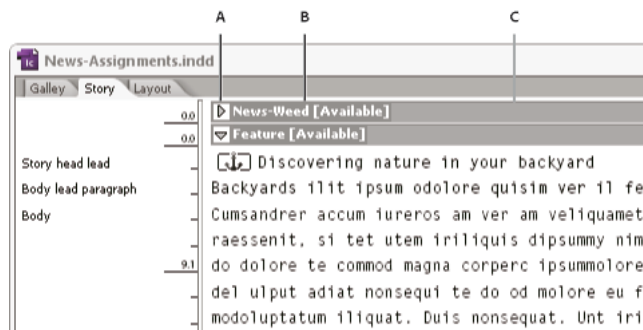 A B C
Ic News-Assignments.indd
Galley Story Layout
0.0 News-Weed [Available]
0.0 Feature [Available]
Story head lead Discovering nature in your backyard
Body lead paragraph Backyards ilit ipsum odolore quisim ver il fe
Body Cumsandrer accum iureros am ver am veliquamet
raessenit, si tet utem iriliquis dipsummy nim
9.1 do dolore te commod magna corperc ipsummolore
del ulput adiat nonsequi te do od molore eu f
modoluptatum iliquat. Duis nonsequat. Unt iri